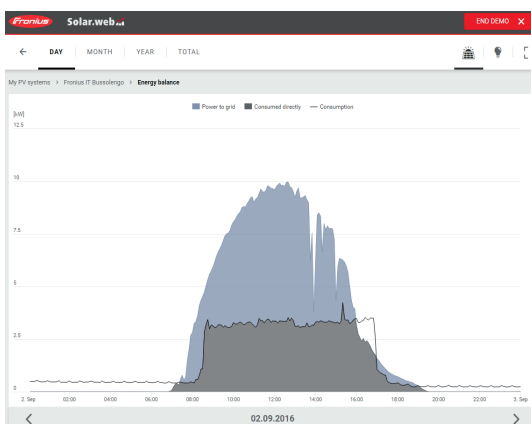 Fronius Solar.web
END DEMO X
DAY MONTH YEAR TOTAL
My PV systems > Fronius IT Bussolengo > Energy balance
Power to grid Consumed directly Consumption
[kW]
12.5
10
7.5
5
2.5
0
2. Sep 02:00 04:00 06:00 08:00 10:00 12:00 14:00 16:00 18:00 20:00 22:00 3. Sep
02.09.2016